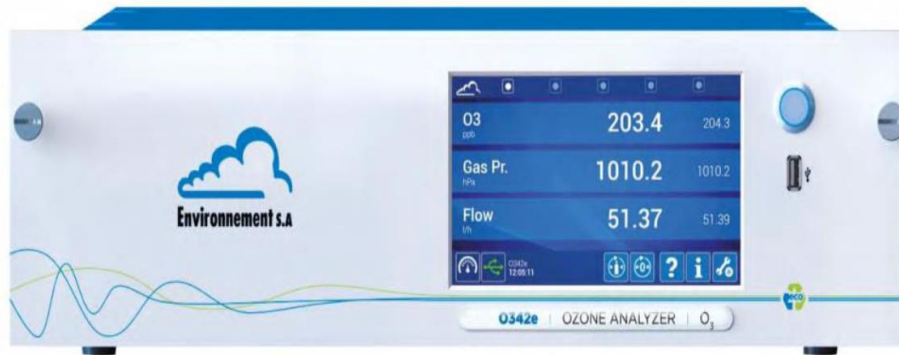 Environnement s.a
O3 203.4 204.3
ppb
Gas Pr. 1010.2 1010.2
hPa
Flow 51.37 51.39
l/h
O342e
12:05:11
? i
eco
O342e | OZONE ANALYZER | O₃